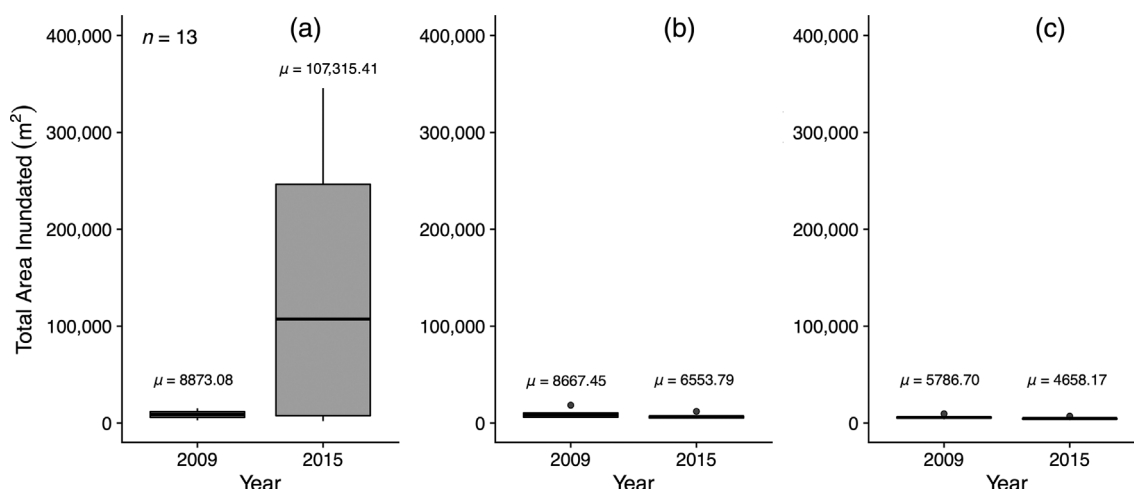 Total Area Inundated (m²)
400,000
300,000
200,000
100,000
0
n = 13
(a)
μ = 107,315.41
μ = 8873.08
2009
2015
Year
400,000
300,000
200,000
100,000
0
(b)
μ = 8667.45
μ = 6553.79
2009
2015
Year
400,000
300,000
200,000
100,000
0
(c)
μ = 5786.70
μ = 4658.17
2009
2015
Year